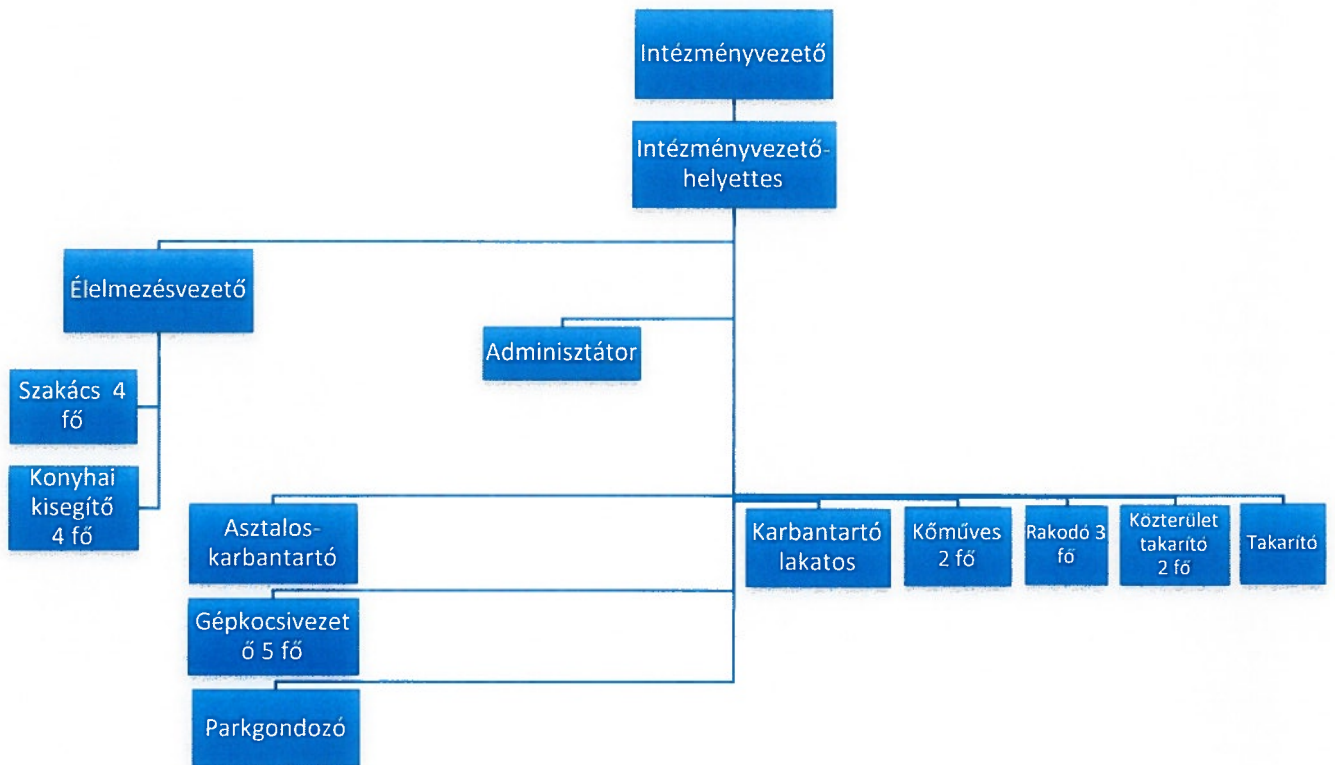 Intézményvezető
Intézményvezető-
helyettes
Élelmezésvezető
Adminisztátor
Szakács 4
fő
Konyhai
kisegítő
4 fő
Asztalos-
karbantartó
Karbantartó
lakatos
Kőműves
2 fő
Rakodó 3
fő
Közterület
takarító
2 fő
Takarító
Gépkocsivezet
ő 5 fő
Parkgondozó